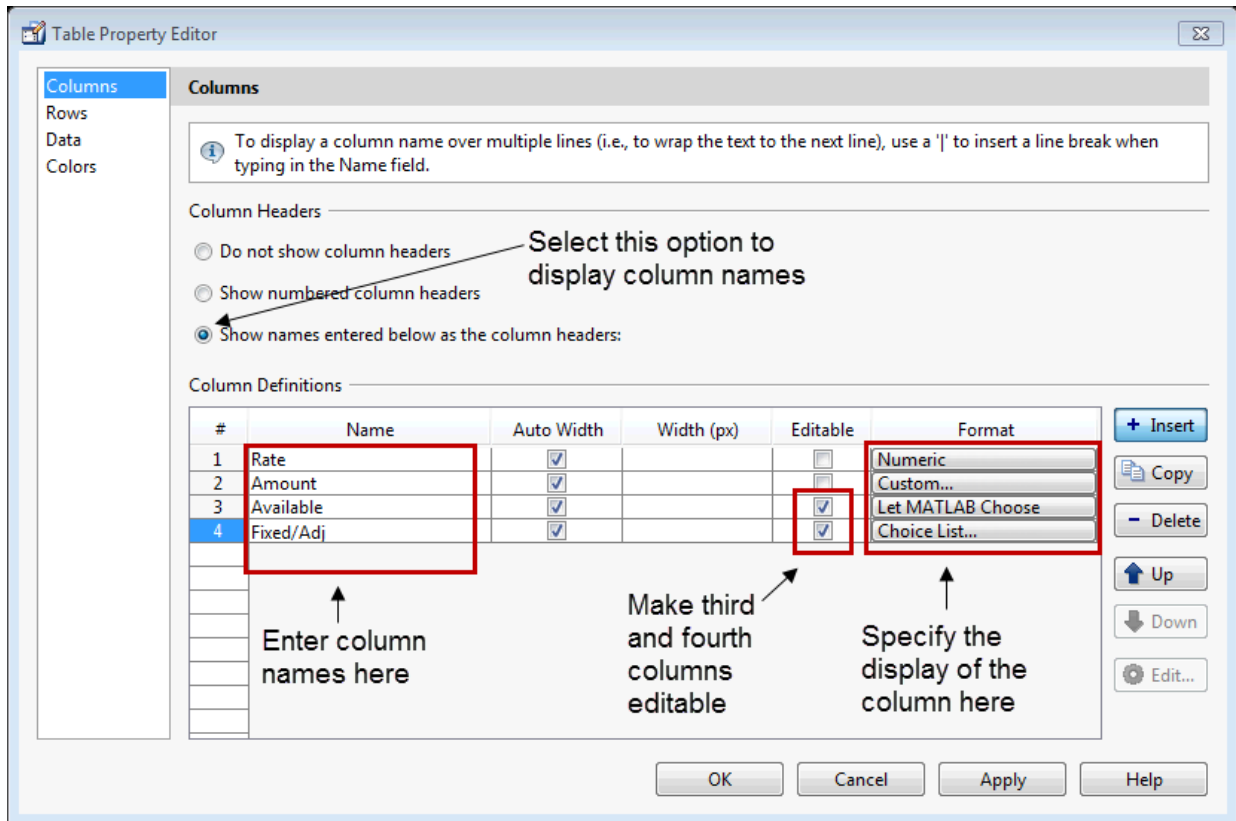 Table Property Editor
Columns
Rows
Data
Colors
Columns
To display a column name over multiple lines (i.e., to wrap the text to the next line), use a '|' to insert a line break when
typing in the Name field.
Column Headers
Do not show column headers
Show numbered column headers
Show names entered below as the column headers:
Select this option to
display column names
Column Definitions
# Name Auto Width Width (px) Editable Format
1 Rate Numeric
2 Amount Custom...
3 Available Let MATLAB Choose
4 Fixed/Adj Choice List...
+ Insert
Copy
- Delete
Up
Down
Edit...
Enter column
names here
Make third
and fourth
columns
editable
Specify the
display of the
column here
OK Cancel Apply Help